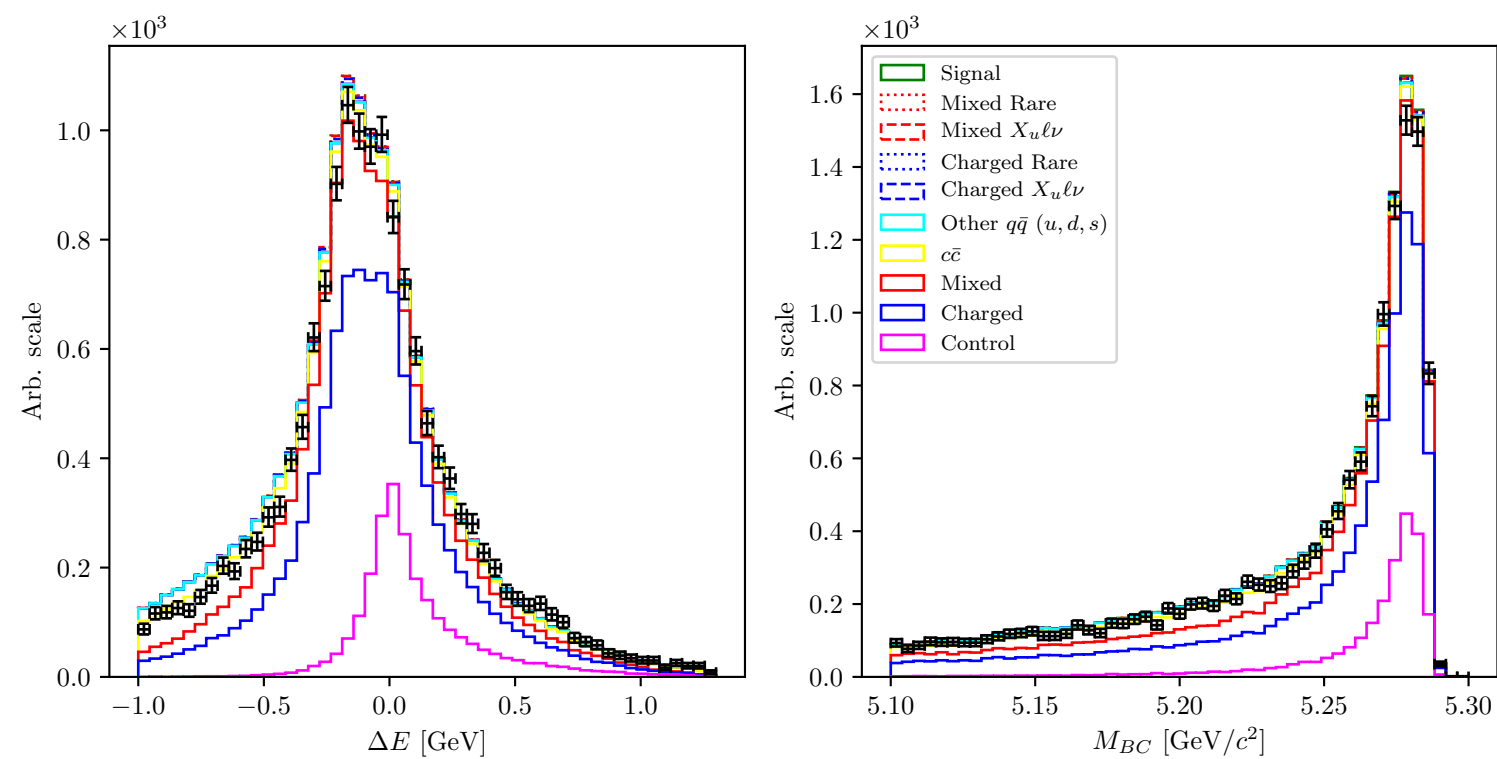 ×10³
1.0
0.8
0.6
0.4
0.2
0.0
−1.0 −0.5 0.0 0.5 1.0
Arb. scale
ΔE [GeV]
×10³
1.6
1.4
1.2
1.0
0.8
0.6
0.4
0.2
0.0
5.10 5.15 5.20 5.25 5.30
Arb. scale
M_{BC} [GeV/c²]
Signal
Mixed Rare
Mixed X_uℓν
Charged Rare
Charged X_uℓν
Other qq̄ (u, d, s)
cc̄
Mixed
Charged
Control